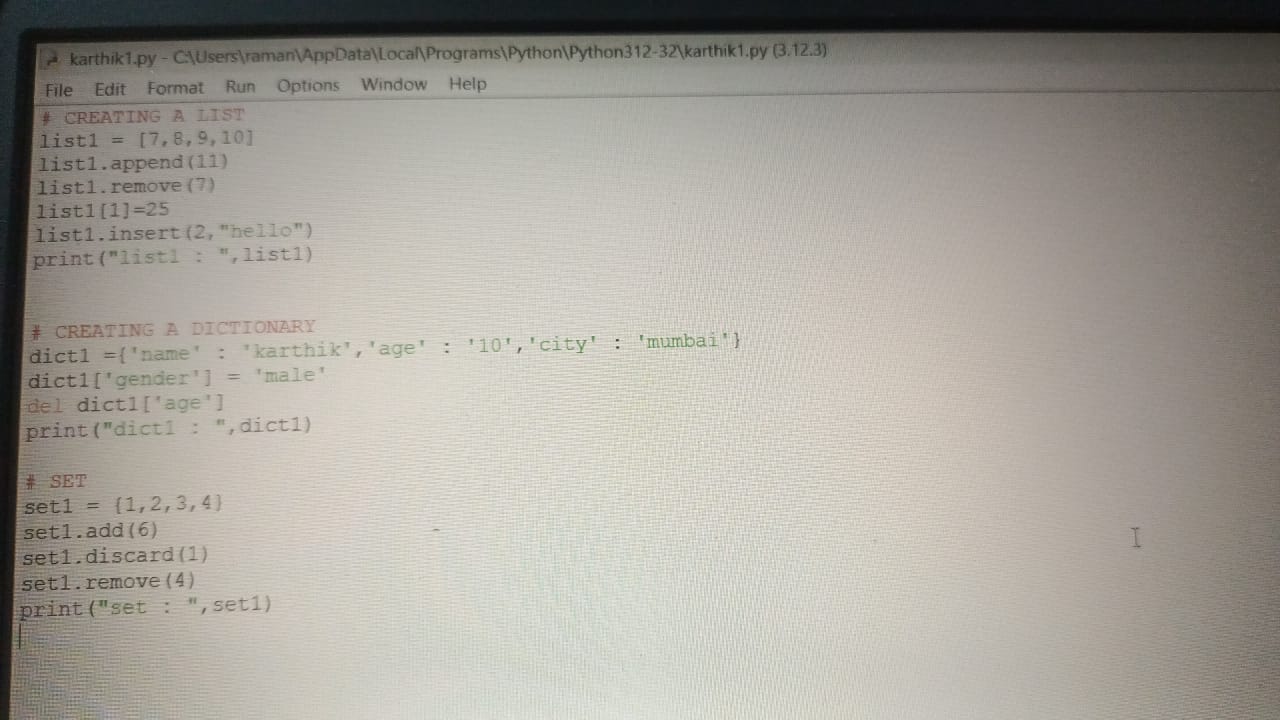 karthik1.py - C:\Users\raman\AppData\Local\Programs\Python\Python312-32\karthik1.py (3.12.3)
File Edit Format Run Options Window Help
# CREATING A LIST
list1 = [7,8,9,10]
list1.append(11)
list1.remove(7)
list1[1]=25
list1.insert(2,"hello")
print("list1 : ",list1)
# CREATING A DICTIONARY
dict1 ={'name' : 'karthik','age' : '10','city' : 'mumbai'}
dict1['gender'] = 'male'
del dict1['age']
print("dict1 : ",dict1)
# SET
set1 = {1,2,3,4}
set1.add(6)
set1.discard(1)
set1.remove(4)
print("set : ",set1)